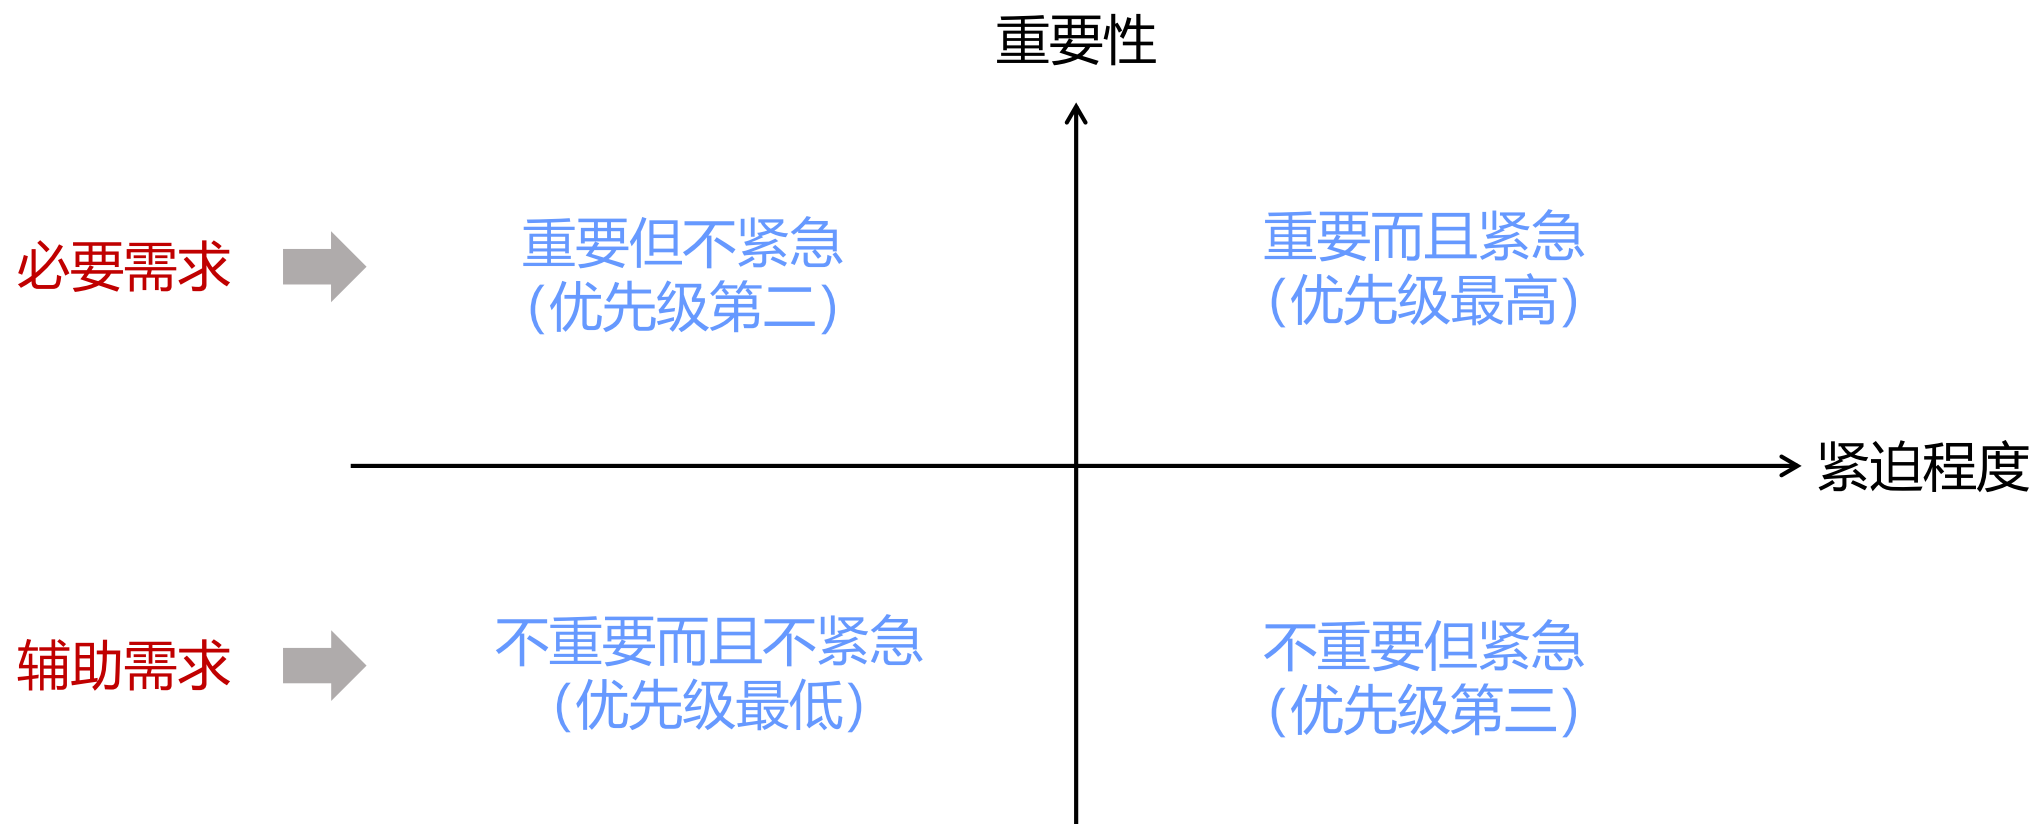 重要性
必要需求
重要但不紧急
(优先级第二)
重要而且紧急
(优先级最高)
紧迫程度
辅助需求
不重要而且不紧急
(优先级最低)
不重要但紧急
(优先级第三)